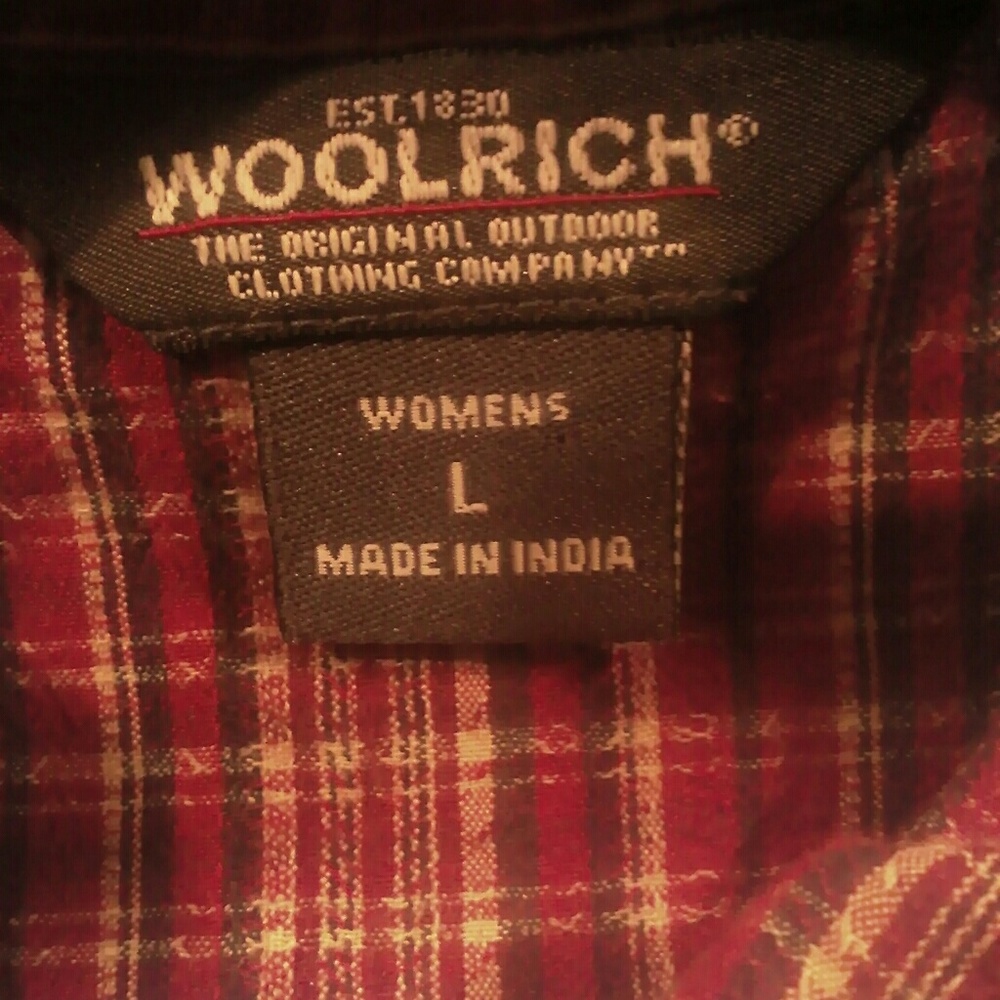 EST.1830
WOOLRICH®
THE ORIGINAL OUTDOOR
CLOTHING COMPANY™
WOMENS
L
MADE IN INDIA